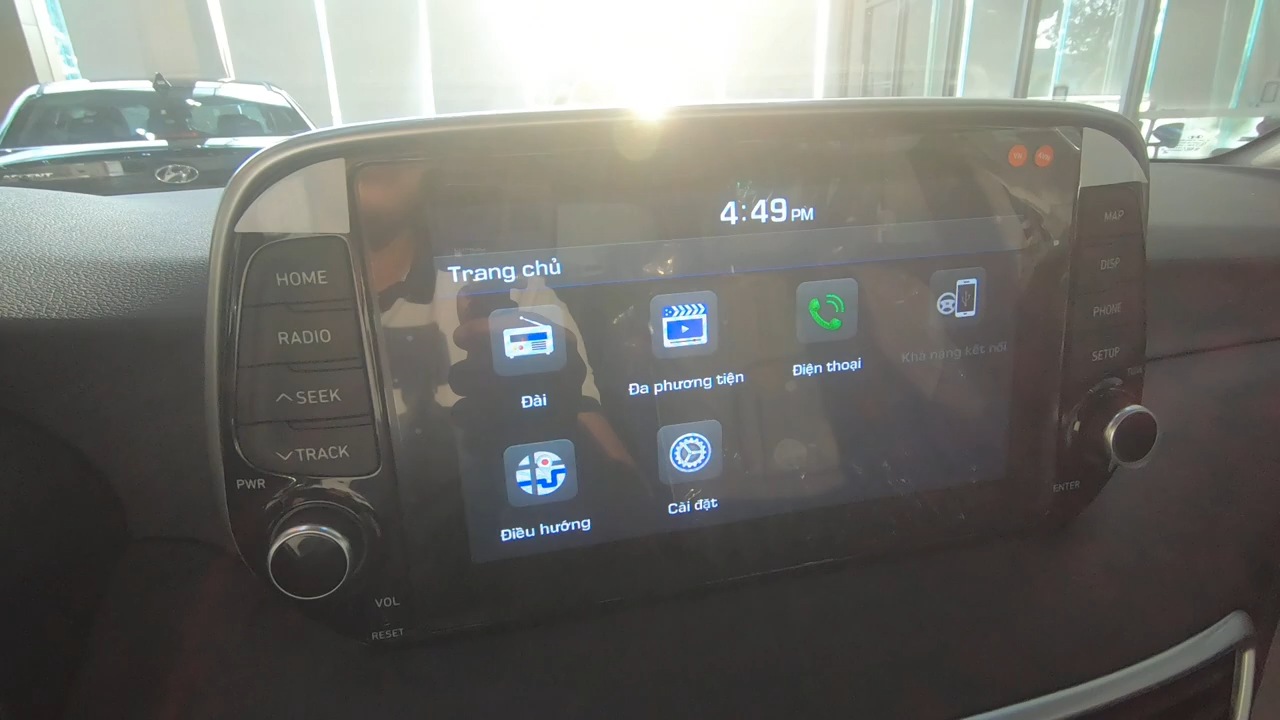 4:49 PM
Trang chủ
Đài
Đa phương tiện
Điện thoại
Khả năng kết nối
Điều hướng
Cài đặt
HOME
RADIO
SEEK
TRACK
PWR
VOL
RESET
MAP
DISP
PHONE
SETUP
ENTER